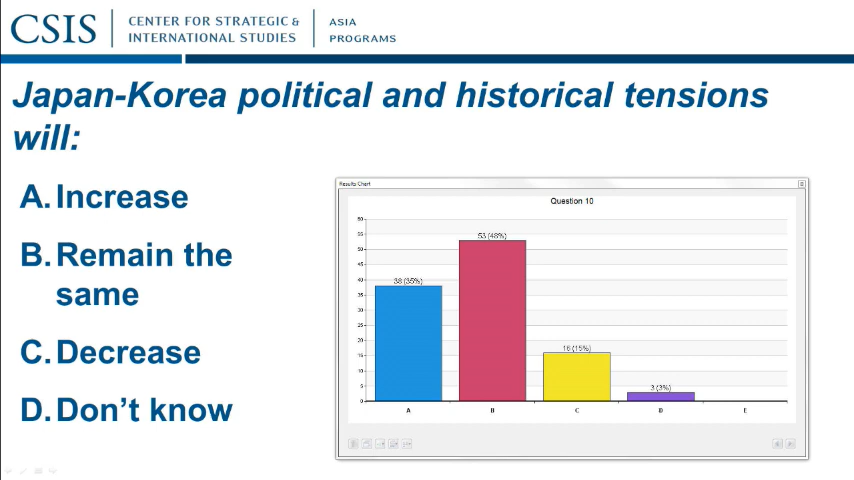 CSIS
CENTER FOR STRATEGIC &
INTERNATIONAL STUDIES
ASIA
PROGRAMS
Japan-Korea political and historical tensions
will:
A. Increase
B. Remain the
same
C. Decrease
D. Don't know
Results Chart
Question 10
60
55
50
45
40
35
30
25
20
15
10
5
0
38 (35%)
53 (48%)
16 (15%)
3 (3%)
A
B
C
D
E